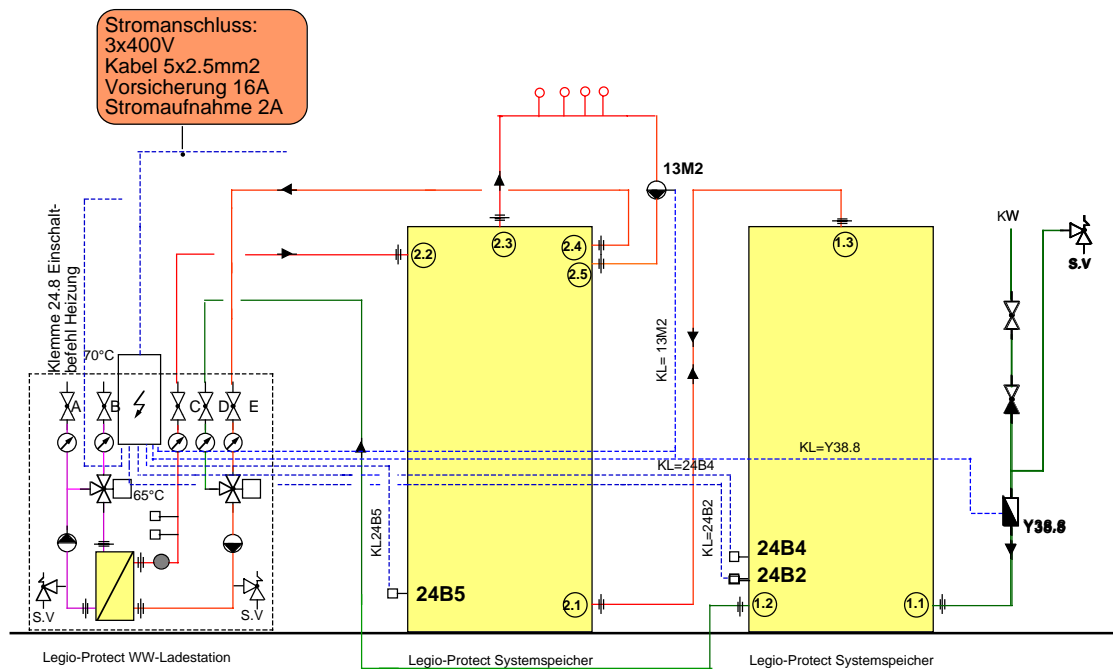 Stromanschluss:
3x400V
Kabel 5x2.5mm2
Vorsicherung 16A
Stromaufnahme 2A
13M2
KW
S.V
Klemme 24.8 Einschalt-
befehl Heizung
2.2
2.3
2.4
2.5
1.3
KL= 13M2
70°C
A
B
C
D
E
KL=Y38.8
KL=24B4
65°C
KL24B5
KL=24B2
Y38.8
24B4
24B2
24B5
S.V
S.V
2.1
1.2
1.1
Legio-Protect WW-Ladestation
Legio-Protect Systemspeicher
Legio-Protect Systemspeicher